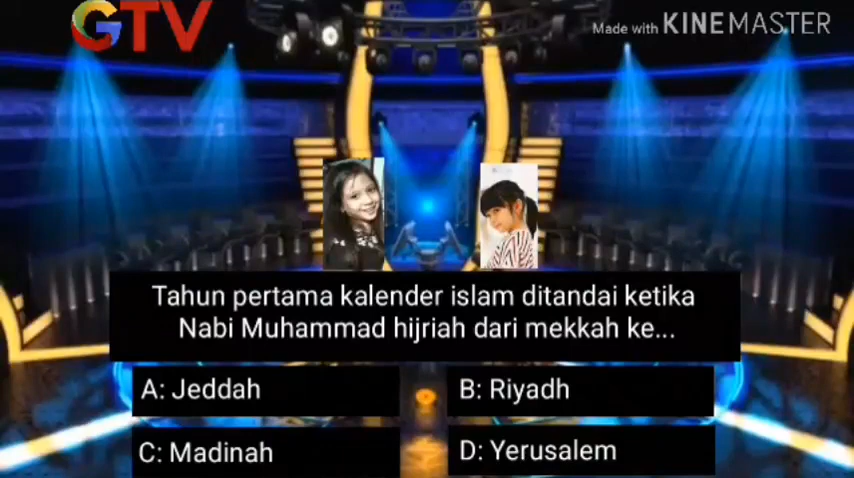 GTV
Made with KINEMASTER
Tahun pertama kalender islam ditandai ketika
Nabi Muhammad hijriah dari mekkah ke...
A: Jeddah
B: Riyadh
C: Madinah
D: Yerusalem